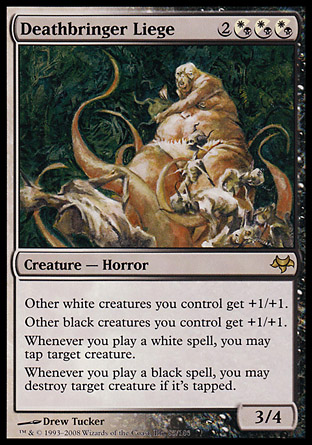 Deathbringer Liege 2
Creature — Horror
Other white creatures you control get +1/+1.
Other black creatures you control get +1/+1.
Whenever you play a white spell, you may
tap target creature.
Whenever you play a black spell, you may
destroy target creature if it's tapped.
Drew Tucker
™ & © 1993–2008 Wizards of the Coast
3/4